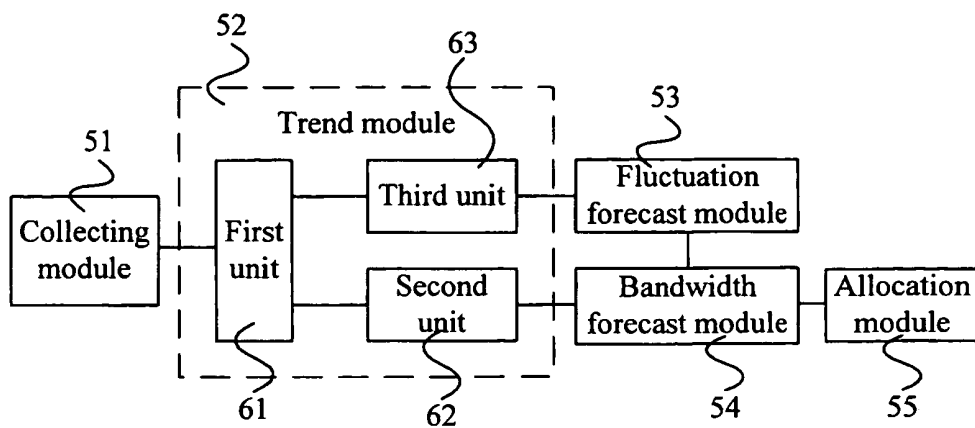 52
63
Trend module
53
51
Third unit
Fluctuation
forecast module
Collecting
module
First
unit
Second
unit
Bandwidth
forecast module
Allocation
module
61
62
54
55